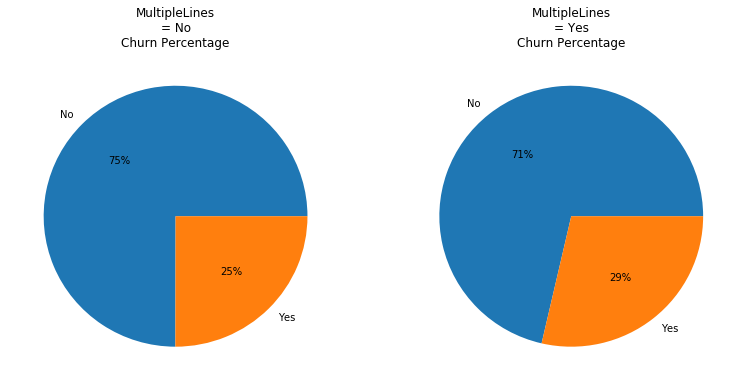 MultipleLines
= No
Churn Percentage
No
75%
25%
Yes
MultipleLines
= Yes
Churn Percentage
No
71%
29%
Yes